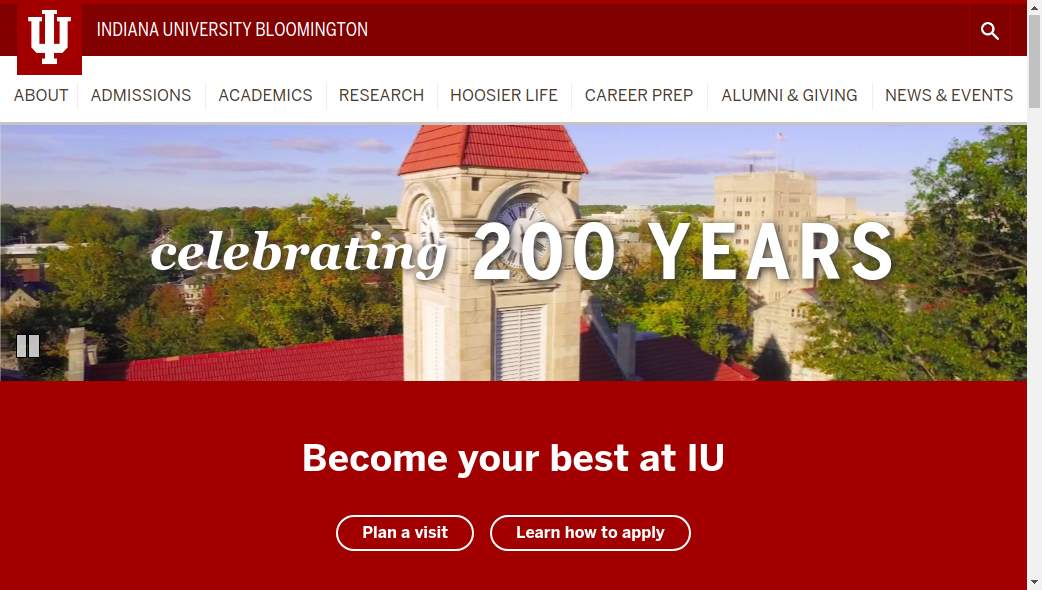 INDIANA UNIVERSITY BLOOMINGTON
ABOUT ADMISSIONS ACADEMICS RESEARCH HOOSIER LIFE CAREER PREP ALUMNI & GIVING NEWS & EVENTS
celebrating 200 YEARS
Become your best at IU
Plan a visit Learn how to apply